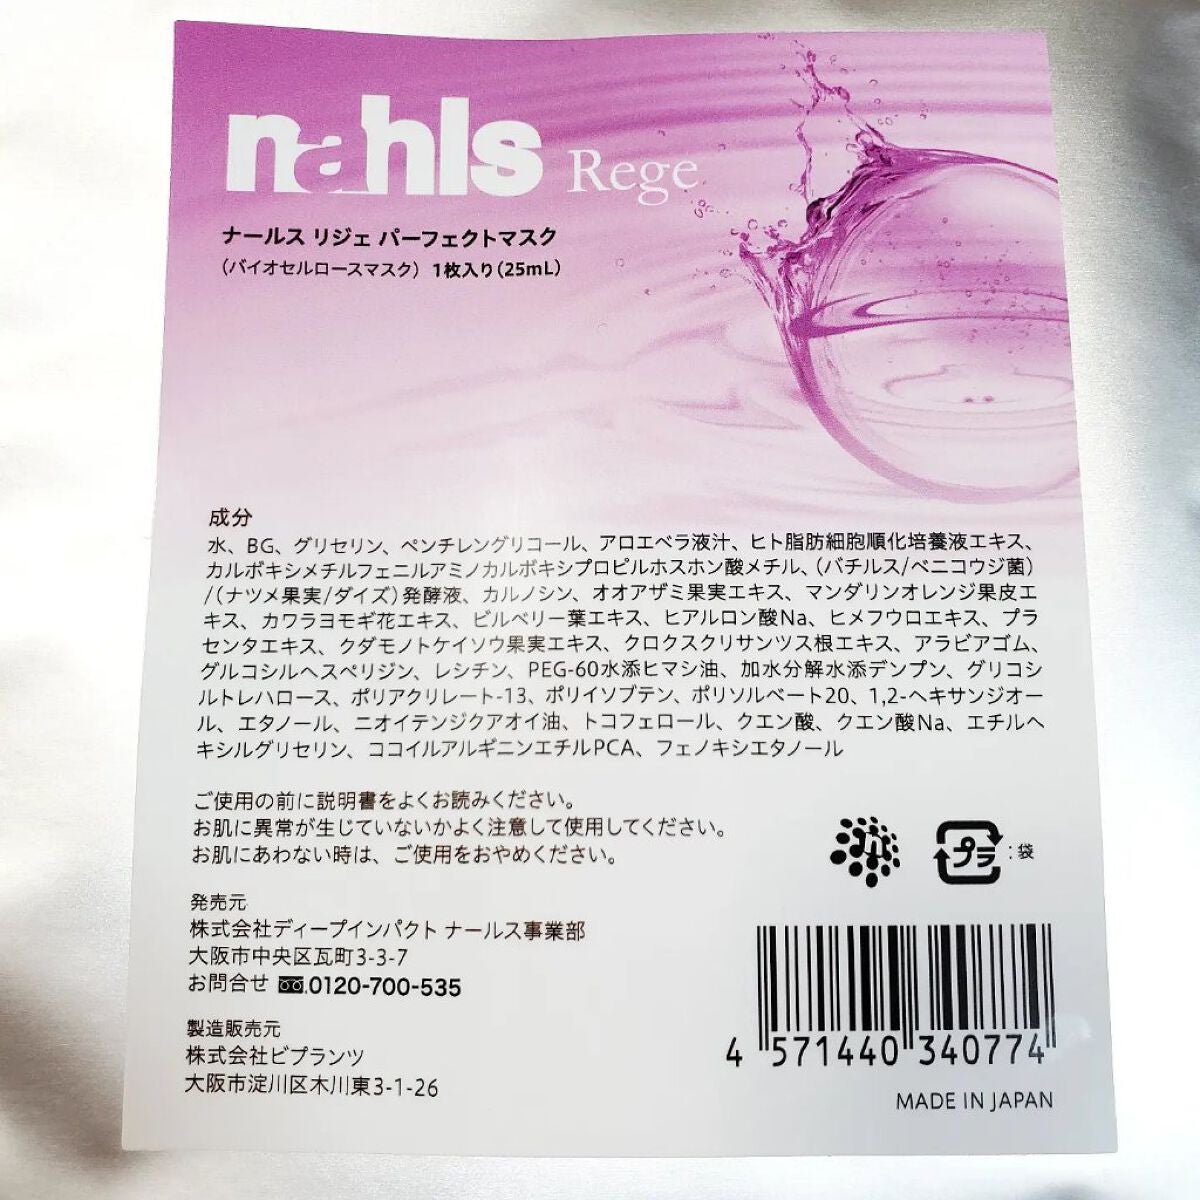 nahls Rege
ナールス リジェ パーフェクトマスク
(バイオセルロースマスク) 1枚入り(25mL)
成分
水、BG、グリセリン、ペンチレングリコール、アロエベラ液汁、ヒト脂肪細胞順化培養液エキス、
カルボキシメチルフェニルアミノカルボキシプロピルホスホン酸メチル、(バチルス/ベニコウジ菌)
/(ナツメ果実/ダイズ)発酵液、カルノシン、オオアザミ果実エキス、マンダリンオレンジ果皮エ
キス、カワラヨモギ花エキス、ビルベリー葉エキス、ヒアルロン酸Na、ヒメフウロエキス、プラ
センタエキス、クダモノトケイソウ果実エキス、クロクスクリサンツス根エキス、アラビアゴム、
グルコシルヘスペリジン、レシチン、PEG-60水添ヒマシ油、加水分解水添デンプン、グリコシ
ルトレハロース、ポリアクリレート-13、ポリイソブテン、ポリソルベート20、1,2-ヘキサンジオー
ル、エタノール、ニオイテンジクアオイ油、トコフェロール、クエン酸、クエン酸Na、エチルヘ
キシルグリセリン、ココイルアルギニンエチルPCA、フェノキシエタノール
ご使用の前に説明書をよくお読みください。
お肌に異常が生じていないかよく注意して使用してください。
お肌にあわない時は、ご使用をおやめください。
プラ :袋
発売元
株式会社ディープインパクト ナールス事業部
大阪市中央区瓦町3-3-7
お問合せ 0120-700-535
製造販売元
株式会社ビプランツ
大阪市淀川区木川東3-1-26
4 571440 340774
MADE IN JAPAN